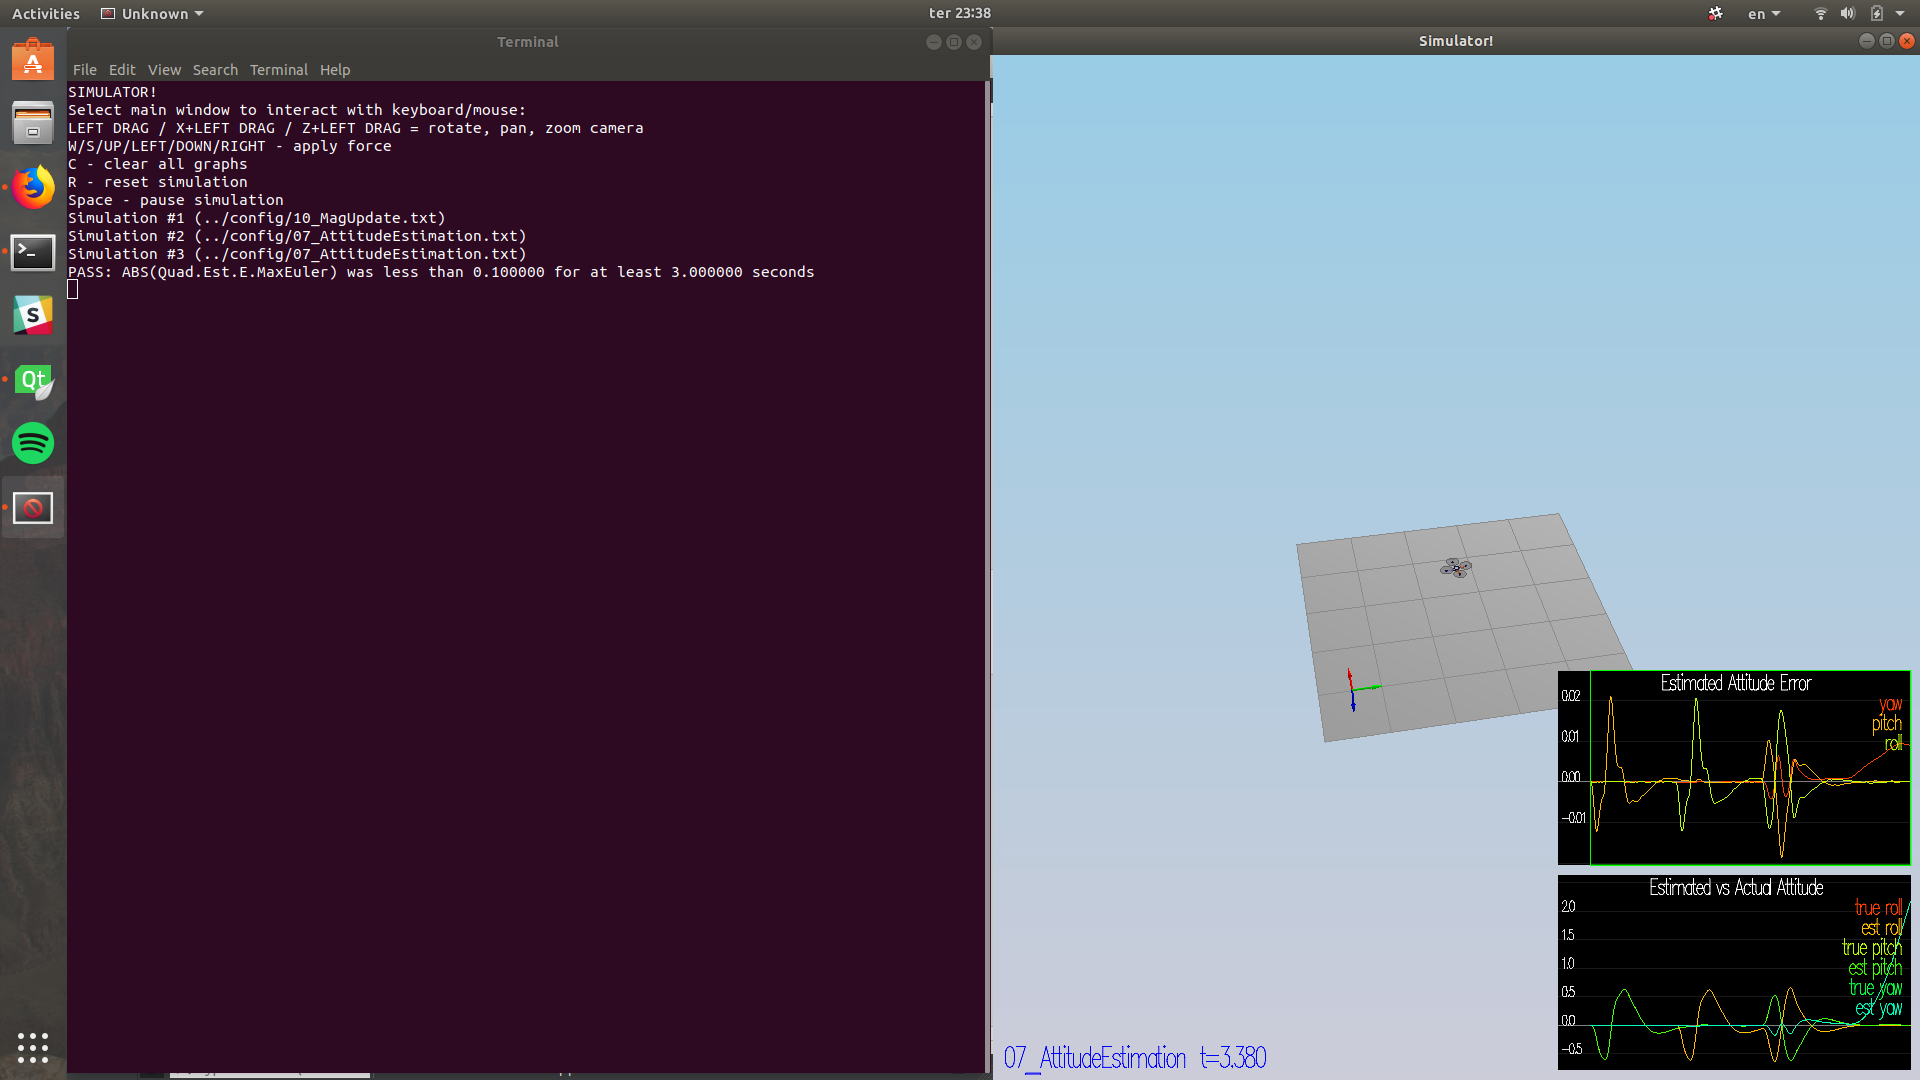 Activities
Unknown
ter 23:38
en
Terminal
Simulator!
File Edit View Search Terminal Help
SIMULATOR!
Select main window to interact with keyboard/mouse:
LEFT DRAG / X+LEFT DRAG / Z+LEFT DRAG = rotate, pan, zoom camera
W/S/UP/LEFT/DOWN/RIGHT - apply force
C - clear all graphs
R - reset simulation
Space - pause simulation
Simulation #1 (../config/10_MagUpdate.txt)
Simulation #2 (../config/07_AttitudeEstimation.txt)
Simulation #3 (../config/07_AttitudeEstimation.txt)
PASS: ABS(Quad.Est.E.MaxEuler) was less than 0.100000 for at least 3.000000 seconds
A
S
Qt
Estimated Attitude Error
0.02
0.01
0.00
-0.01
yaw
pitch
roll
Estimated vs Actual Attitude
2.0
1.5
1.0
0.5
0.0
-0.5
true roll
est roll
true pitch
est pitch
true yaw
est yaw
07_AttitudeEstimation t=3.380